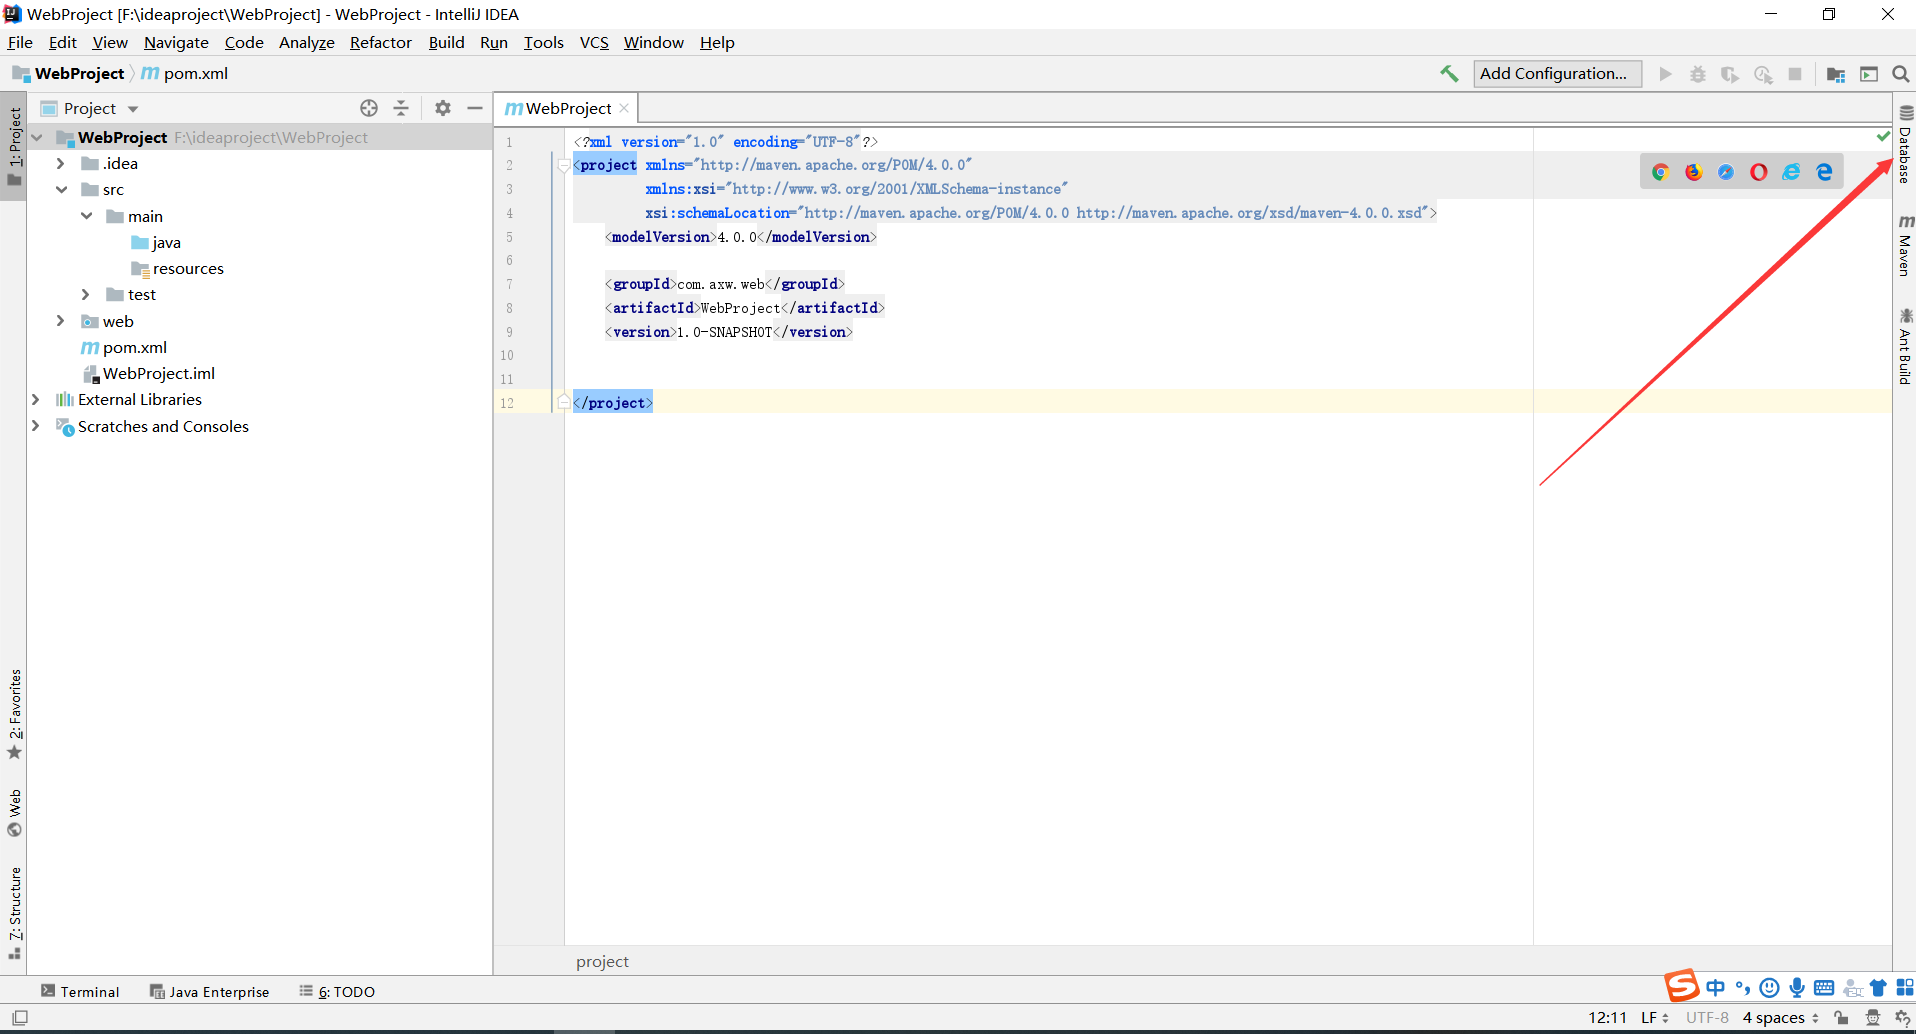 WebProject [F:\ideaproject\WebProject] - WebProject - IntelliJ IDEA
File Edit View Navigate Code Analyze Refactor Build Run Tools VCS Window Help
WebProject m pom.xml
Add Configuration...
1: Project
2: Favorites
Web
7: Structure
Project
WebProject F:\ideaproject\WebProject
.idea
src
main
java
resources
test
web
m pom.xml
WebProject.iml
External Libraries
Scratches and Consoles
m WebProject
1 <?xml version="1.0" encoding="UTF-8"?>
2 <project xmlns="http://maven.apache.org/POM/4.0.0"
3 xmlns:xsi="http://www.w3.org/2001/XMLSchema-instance"
4 xsi:schemaLocation="http://maven.apache.org/POM/4.0.0 http://maven.apache.org/xsd/maven-4.0.0.xsd">
5 <modelVersion>4.0.0</modelVersion>
6
7 <groupId>com.axw.web</groupId>
8 <artifactId>WebProject</artifactId>
9 <version>1.0-SNAPSHOT</version>
10
11
12 </project>
project
Database
m Maven
Ant Build
Terminal Java Enterprise 6: TODO
S 中
12:11 LF UTF-8 4 spaces